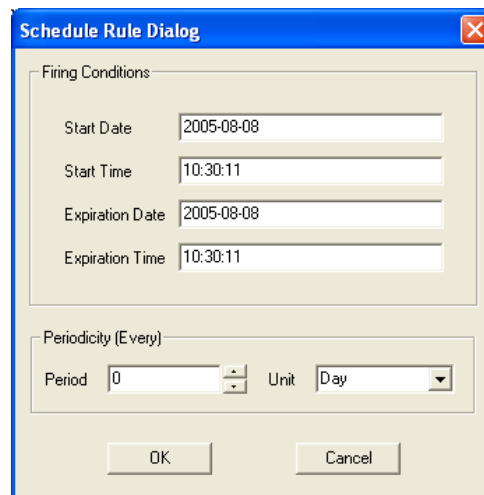 Schedule Rule Dialog
Firing Conditions
Start Date 2005-08-08
Start Time 10:30:11
Expiration Date 2005-08-08
Expiration Time 10:30:11
Periodicity (Every)
Period 0 Unit Day
OK Cancel